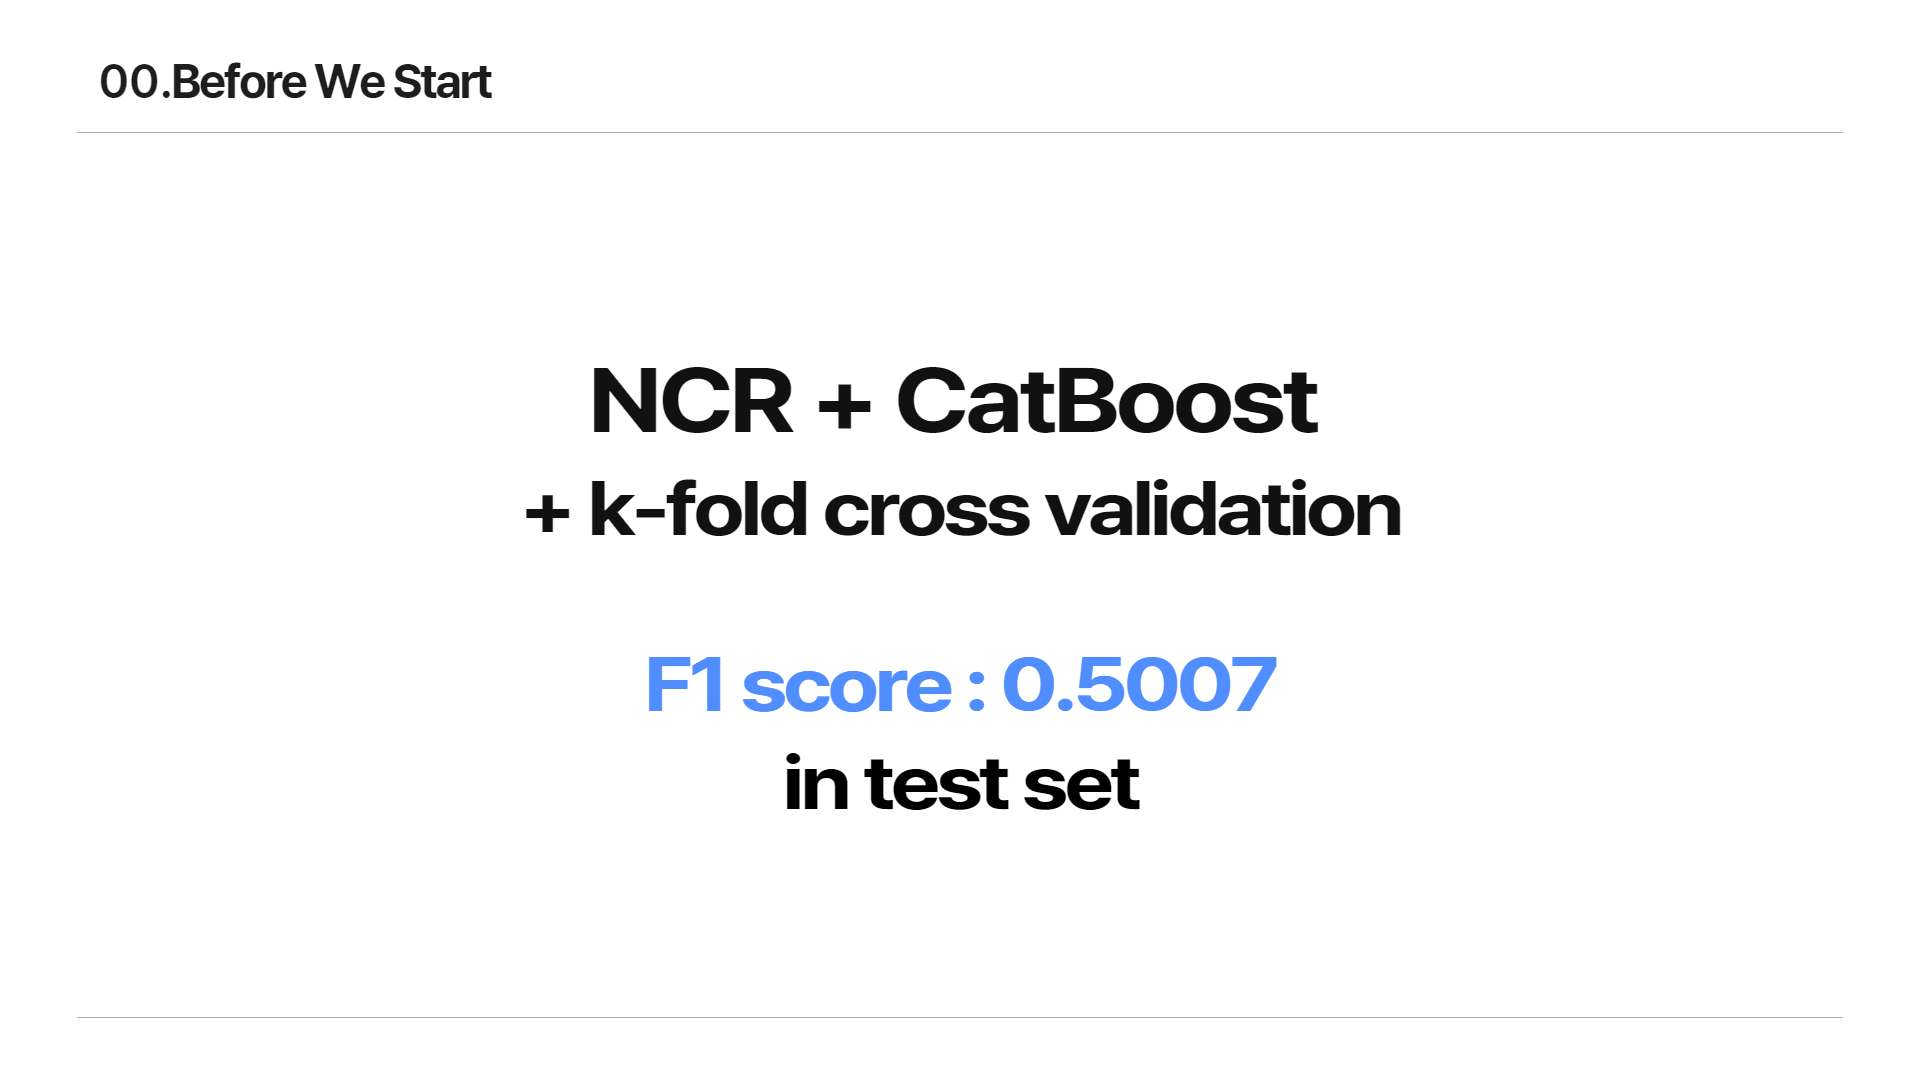 00.Before We Start
NCR + CatBoost
+ k-fold cross validation
F1 score : 0.5007
in test set